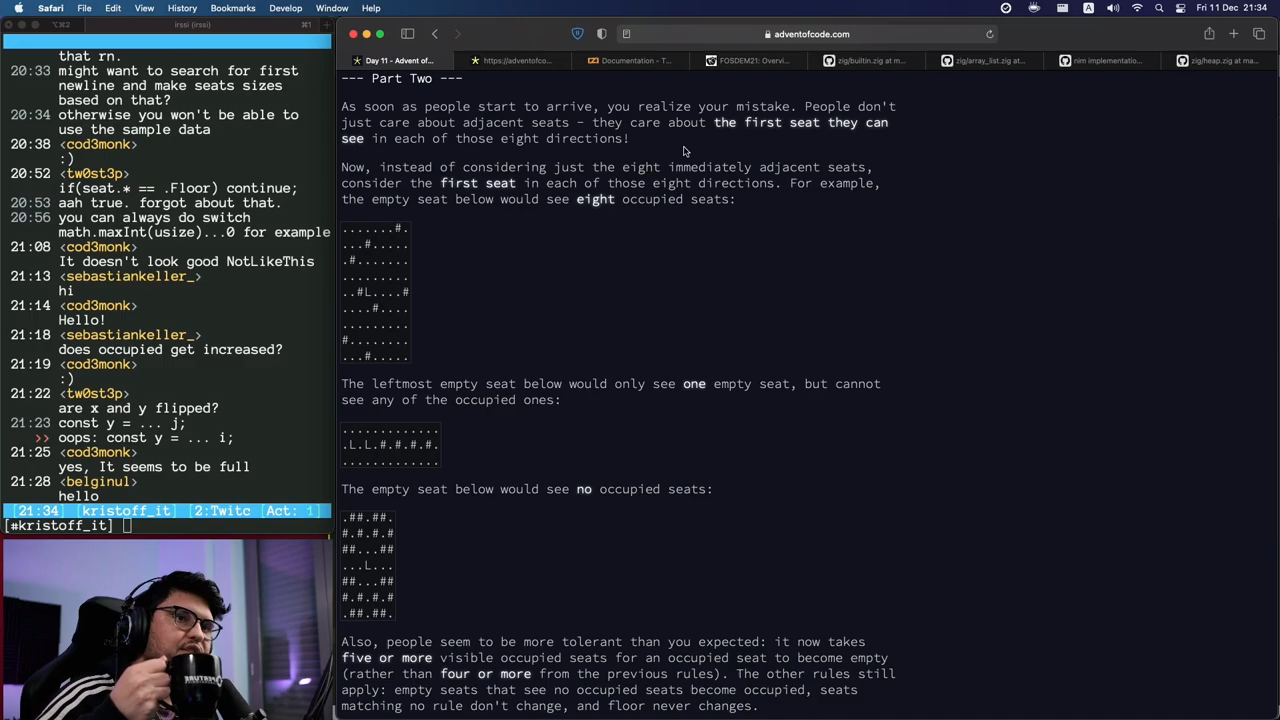 Safari File Edit View History Bookmarks Develop Window Help
Fri 11 Dec 21:34
⌥⌘2 irssi (irssi) ⌘1
that rn.
20:33 might want to search for first
newline and make seats sizes
based on that?
20:34 otherwise you won't be able to
use the sample data
20:38 <cod3monk>
:)
20:52 <tw0st3p>
if(seat.* == .Floor) continue;
20:53 aah true. forgot about that.
20:56 you can always do switch
math.maxInt(usize)...0 for example
21:08 <cod3monk>
It doesn't look good NotLikeThis
21:13 <sebastiankeller_>
hi
21:14 <cod3monk>
Hello!
21:18 <sebastiankeller_>
does occupied get increased?
21:19 <cod3monk>
:)
21:22 <tw0st3p>
are x and y flipped?
21:23 const y = ... j;
>> oops: const y = ... i;
21:25 <cod3monk>
yes, It seems to be full
21:28 <belginul>
hello
[21:34] [kristoff_it] [2:Twitc [Act: 1]
[#kristoff_it]
adventofcode.com
Day 11 - Advent of...
https://adventofco...
Documentation - T...
FOSDEM21: Overvi...
zig/builtin.zig at m...
zig/array_list.zig at...
nim implementatio...
zig/heap.zig at ma...
--- Part Two ---
As soon as people start to arrive, you realize your mistake. People don't
just care about adjacent seats - they care about the first seat they can
see in each of those eight directions!
Now, instead of considering just the eight immediately adjacent seats,
consider the first seat in each of those eight directions. For example,
the empty seat below would see eight occupied seats:
.......#.
...#.....
.#.......
.........
..#L....#
....#....
.........
#........
...#.....
The leftmost empty seat below would only see one empty seat, but cannot
see any of the occupied ones:
.............
.L.L.#.#.#.#.
.............
The empty seat below would see no occupied seats:
.##.##.
#.#.#.#
##...##
...L...
##...##
#.#.#.#
.##.##.
Also, people seem to be more tolerant than you expected: it now takes
five or more visible occupied seats for an occupied seat to become empty
(rather than four or more from the previous rules). The other rules still
apply: empty seats that see no occupied seats become occupied, seats
matching no rule don't change, and floor never changes.